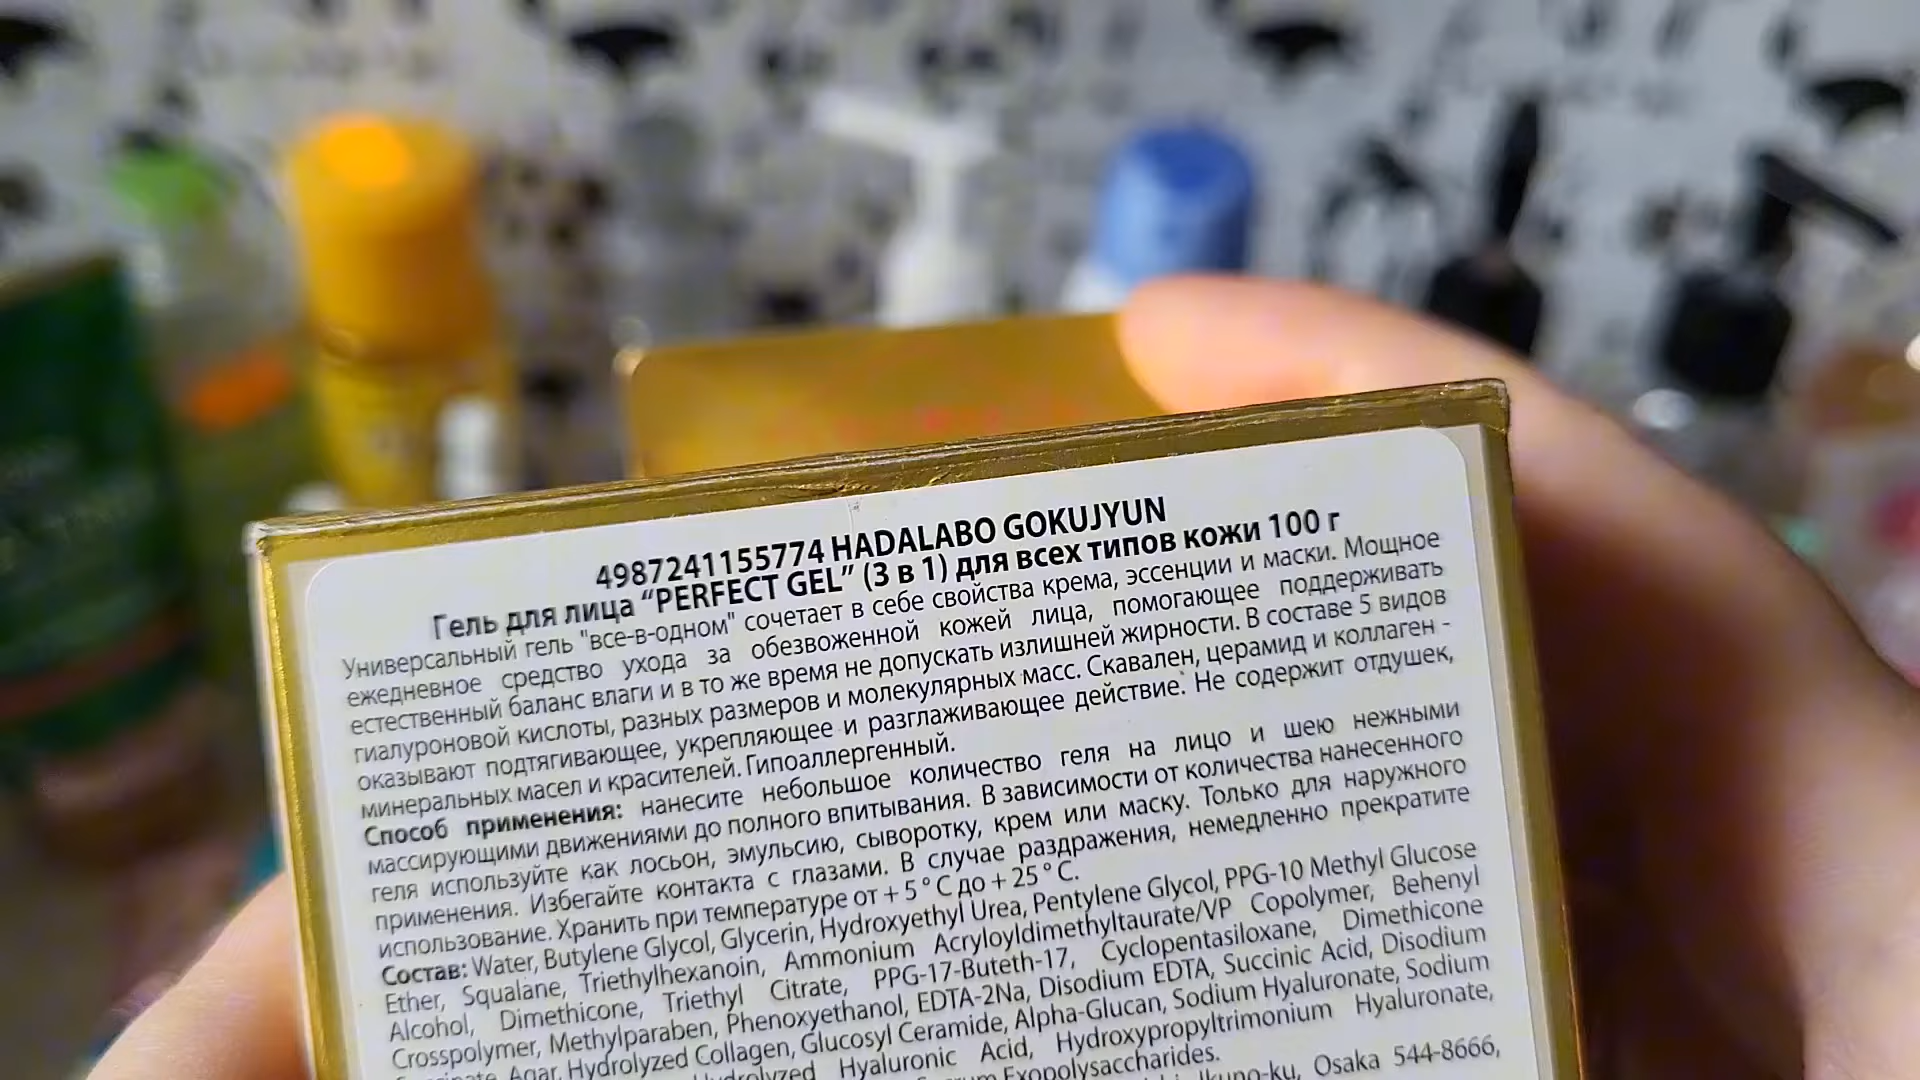 4987241155774 HADALABO GOKUJYUN
Гель для лица “PERFECT GEL” (3 в 1) для всех типов кожи 100 г
Универсальный гель "все-в-одном" сочетает в себе свойства крема, эссенции и маски. Мощное
ежедневное средство ухода за обезвоженной кожей лица, помогающее поддерживать
естественный баланс влаги и в то же время не допускать излишней жирности. В составе 5 видов
гиалуроновой кислоты, разных размеров и молекулярных масс. Скавален, церамид и коллаген -
оказывают подтягивающее, укрепляющее и разглаживающее действие. Не содержит отдушек,
минеральных масел и красителей. Гипоаллергенный.
Способ применения: нанесите небольшое количество геля на лицо и шею нежными
массирующими движениями до полного впитывания. В зависимости от количества нанесенного
геля используйте как лосьон, эмульсию, сыворотку, крем или маску. Только для наружного
применения. Избегайте контакта с глазами. В случае раздражения, немедленно прекратите
использование. Хранить при температуре от + 5 ° C до + 25 ° C.
Состав: Water, Butylene Glycol, Glycerin, Hydroxyethyl Urea, Pentylene Glycol, PPG-10 Methyl Glucose
Ether, Squalane, Triethylhexanoin, Ammonium Acryloyldimethyltaurate/VP Copolymer, Behenyl
Alcohol, Dimethicone, Triethyl Citrate, PPG-17-Buteth-17, Cyclopentasiloxane, Dimethicone
Crosspolymer, Methylparaben, Phenoxyethanol, EDTA-2Na, Disodium EDTA, Succinic Acid, Disodium
Agar, Hydrolyzed Collagen, Glucosyl Ceramide, Alpha-Glucan, Sodium Hyaluronate, Sodium
Hyaluronic Acid, Hydroxypropyltrimonium Hyaluronate,
Exopolysaccharides.
Ikuno-ku, Osaka 544-8666,